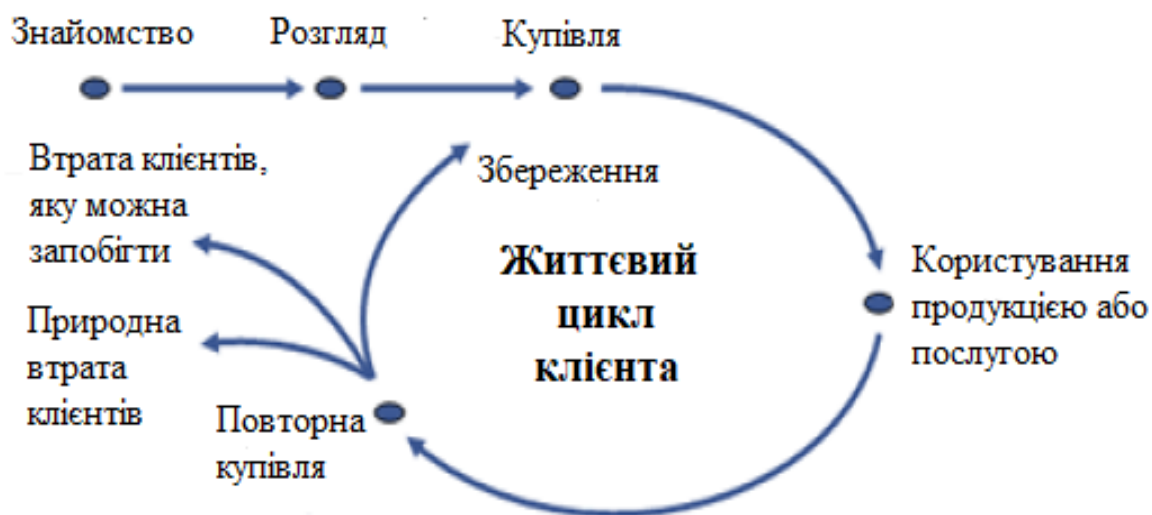 Знайомство
Розгляд
Купівля
Втрата клієнтів,
яку можна
запобігти
Збереження
Життєвий
цикл
клієнта
Користування
продукцією або
послугою
Природна
втрата
клієнтів
Повторна
купівля